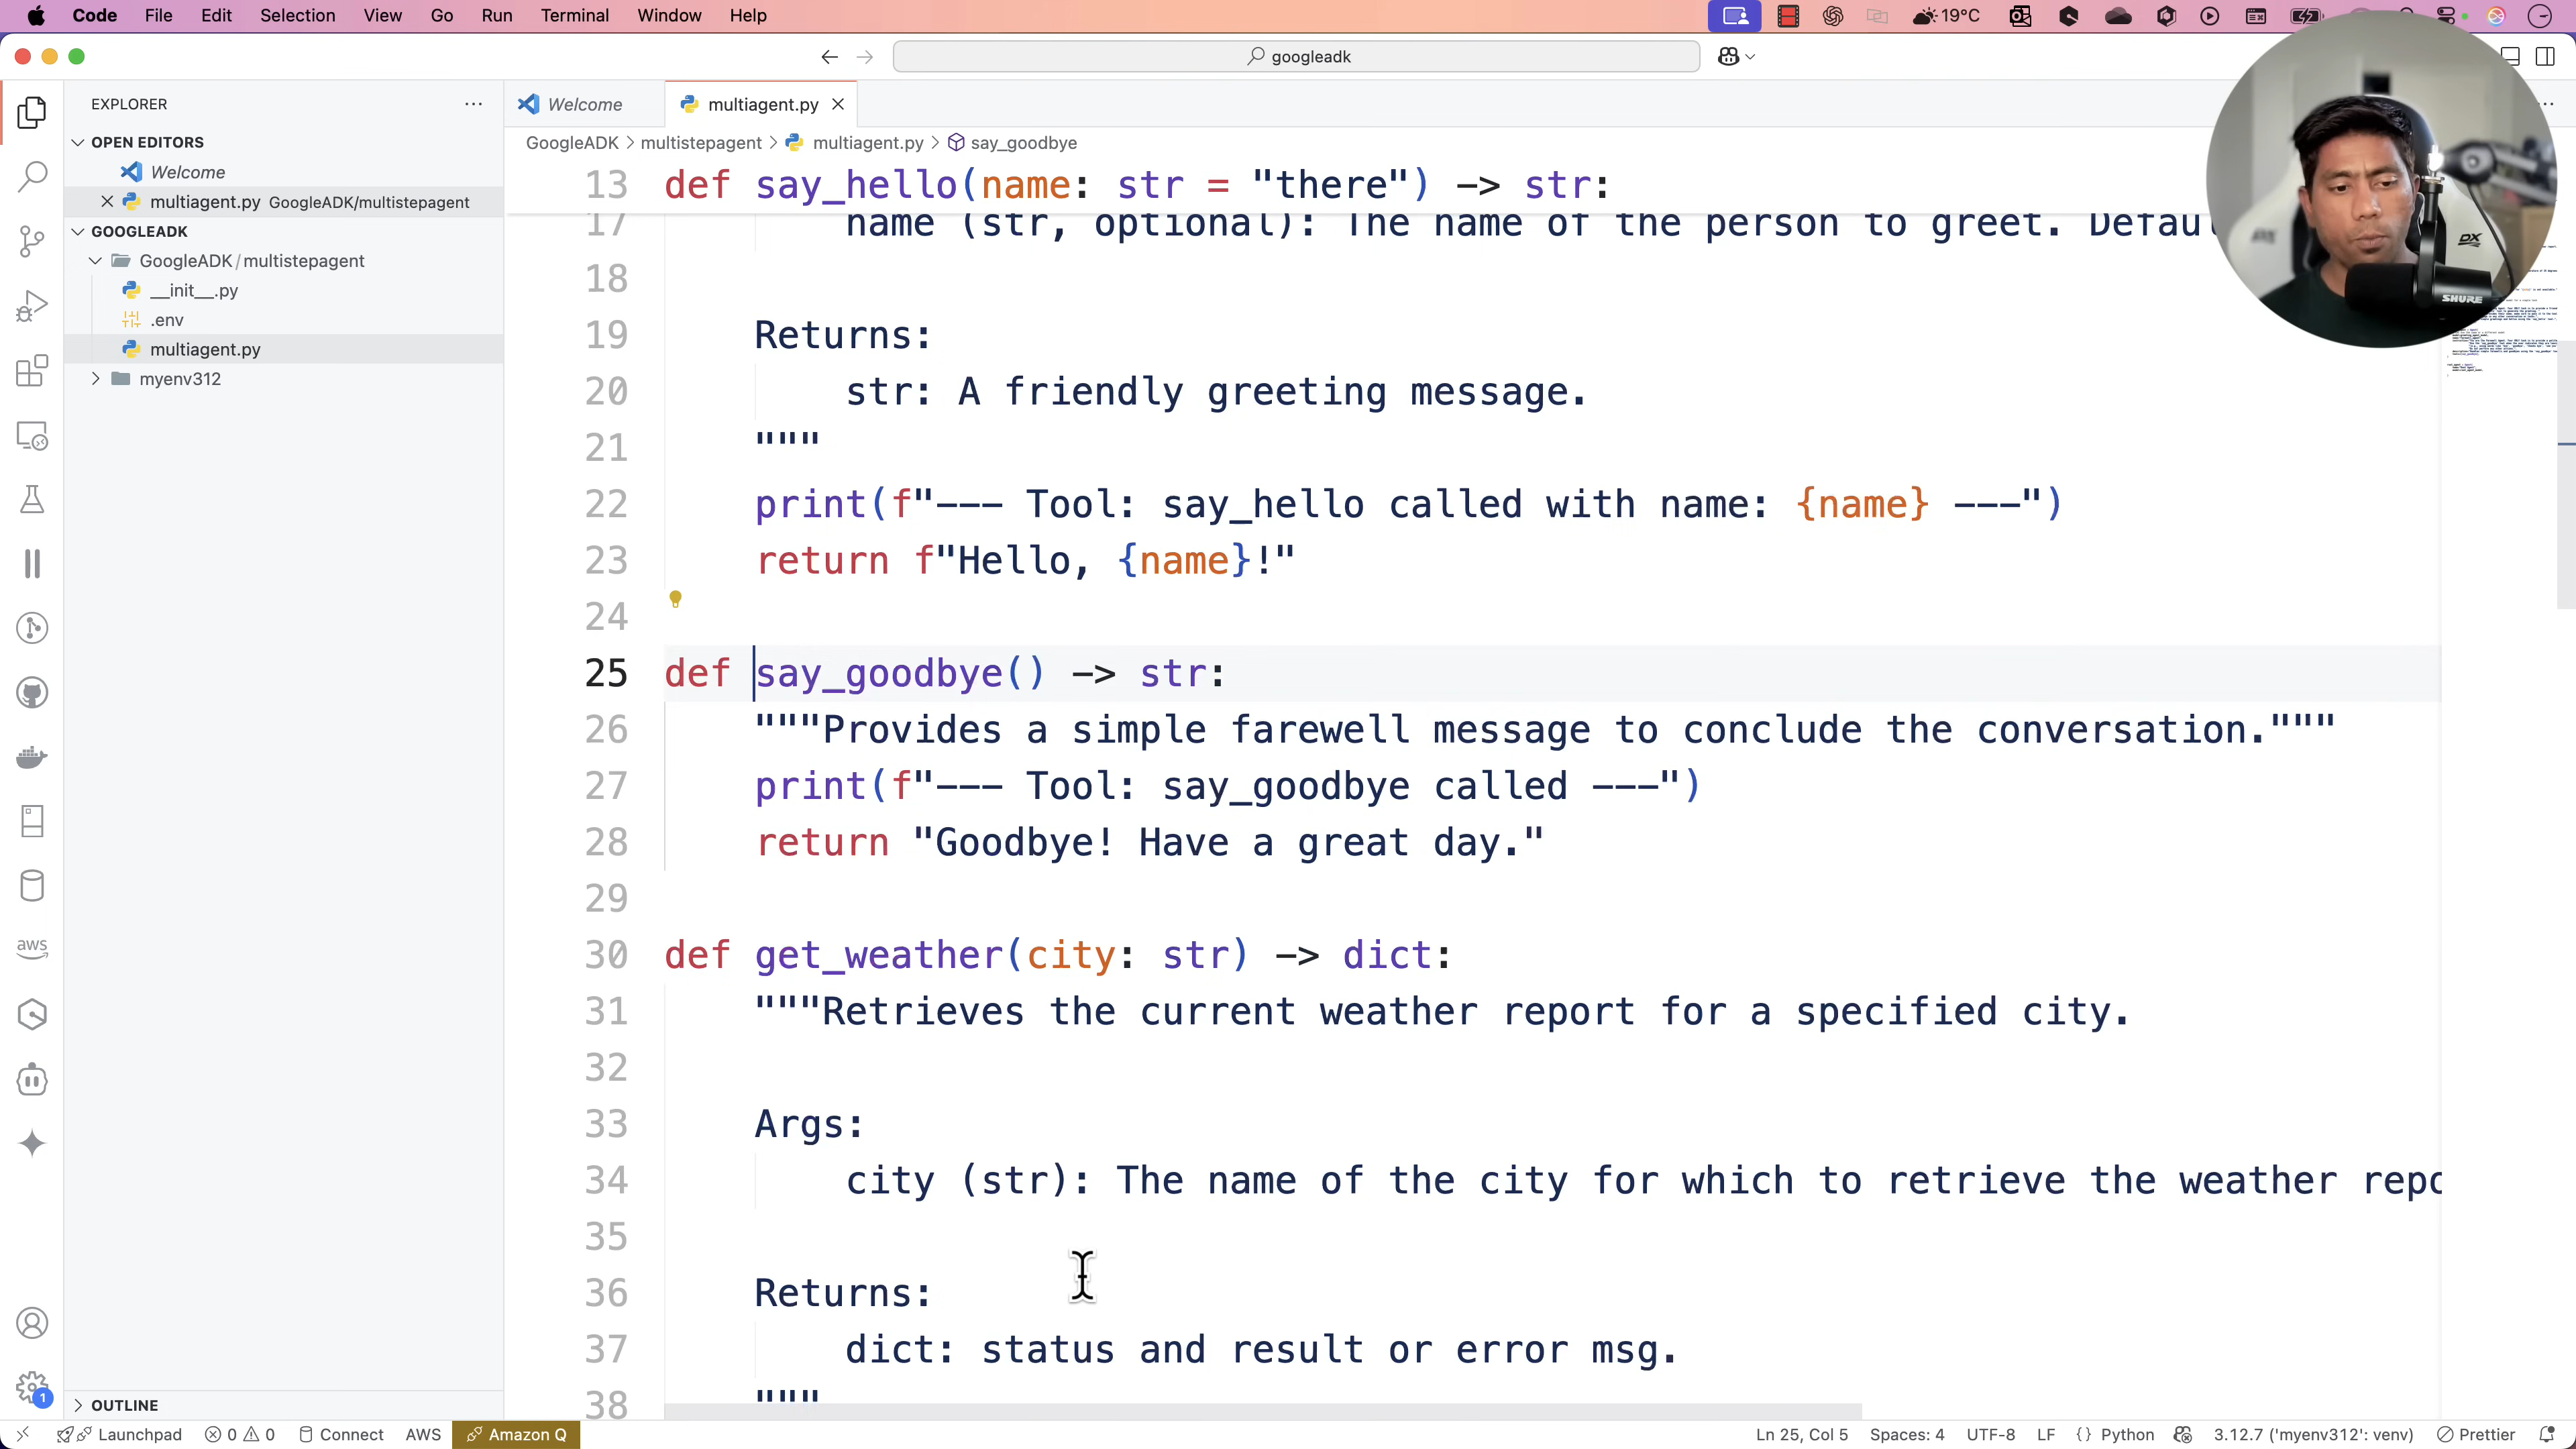 Code File Edit Selection View Go Run Terminal Window Help
19°C
googleadk
EXPLORER
OPEN EDITORS
Welcome
multiagent.py GoogleADK/multistepagent
GOOGLEADK
GoogleADK / multistepagent
__init__.py
.env
multiagent.py
myenv312
OUTLINE
Welcome
multiagent.py
GoogleADK > multistepagent > multiagent.py > say_goodbye
13 def say_hello(name: str = "there") -> str:
17 name (str, optional): The name of the person to greet. Defau
18
19 Returns:
20 str: A friendly greeting message.
21 """
22 print(f"--- Tool: say_hello called with name: {name} ---")
23 return f"Hello, {name}!"
24
25 def say_goodbye() -> str:
26 """Provides a simple farewell message to conclude the conversation."""
27 print(f"--- Tool: say_goodbye called ---")
28 return "Goodbye! Have a great day."
29
30 def get_weather(city: str) -> dict:
31 """Retrieves the current weather report for a specified city.
32
33 Args:
34 city (str): The name of the city for which to retrieve the weather repo
35
36 Returns:
37 dict: status and result or error msg.
38 """
aws
1
DX
SHURE
Launchpad 0 0 Connect AWS Amazon Q
Ln 25, Col 5 Spaces: 4 UTF-8 LF {} Python 3.12.7 ('myenv312': venv) Prettier